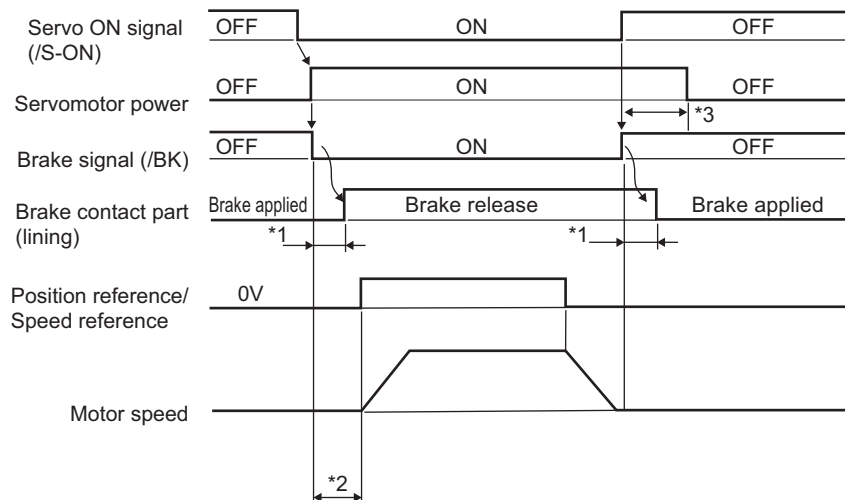 Servo ON signal
(/S-ON)
OFF ON OFF
Servomotor power
OFF ON OFF
*3
Brake signal (/BK)
OFF ON OFF
Brake contact part
(lining)
Brake applied Brake release Brake applied
*1 *1
Position reference/
Speed reference
0V
Motor speed
*2